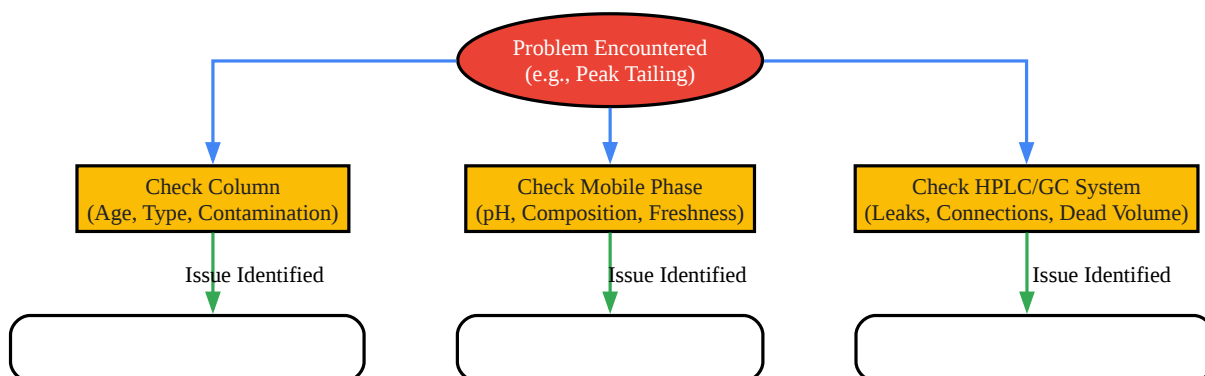 Problem Encountered
(e.g., Peak Tailing)
Check Column
(Age, Type, Contamination)
Check Mobile Phase
(pH, Composition, Freshness)
Check HPLC/GC System
(Leaks, Connections, Dead Volume)
Issue Identified
Issue Identified
Issue Identified